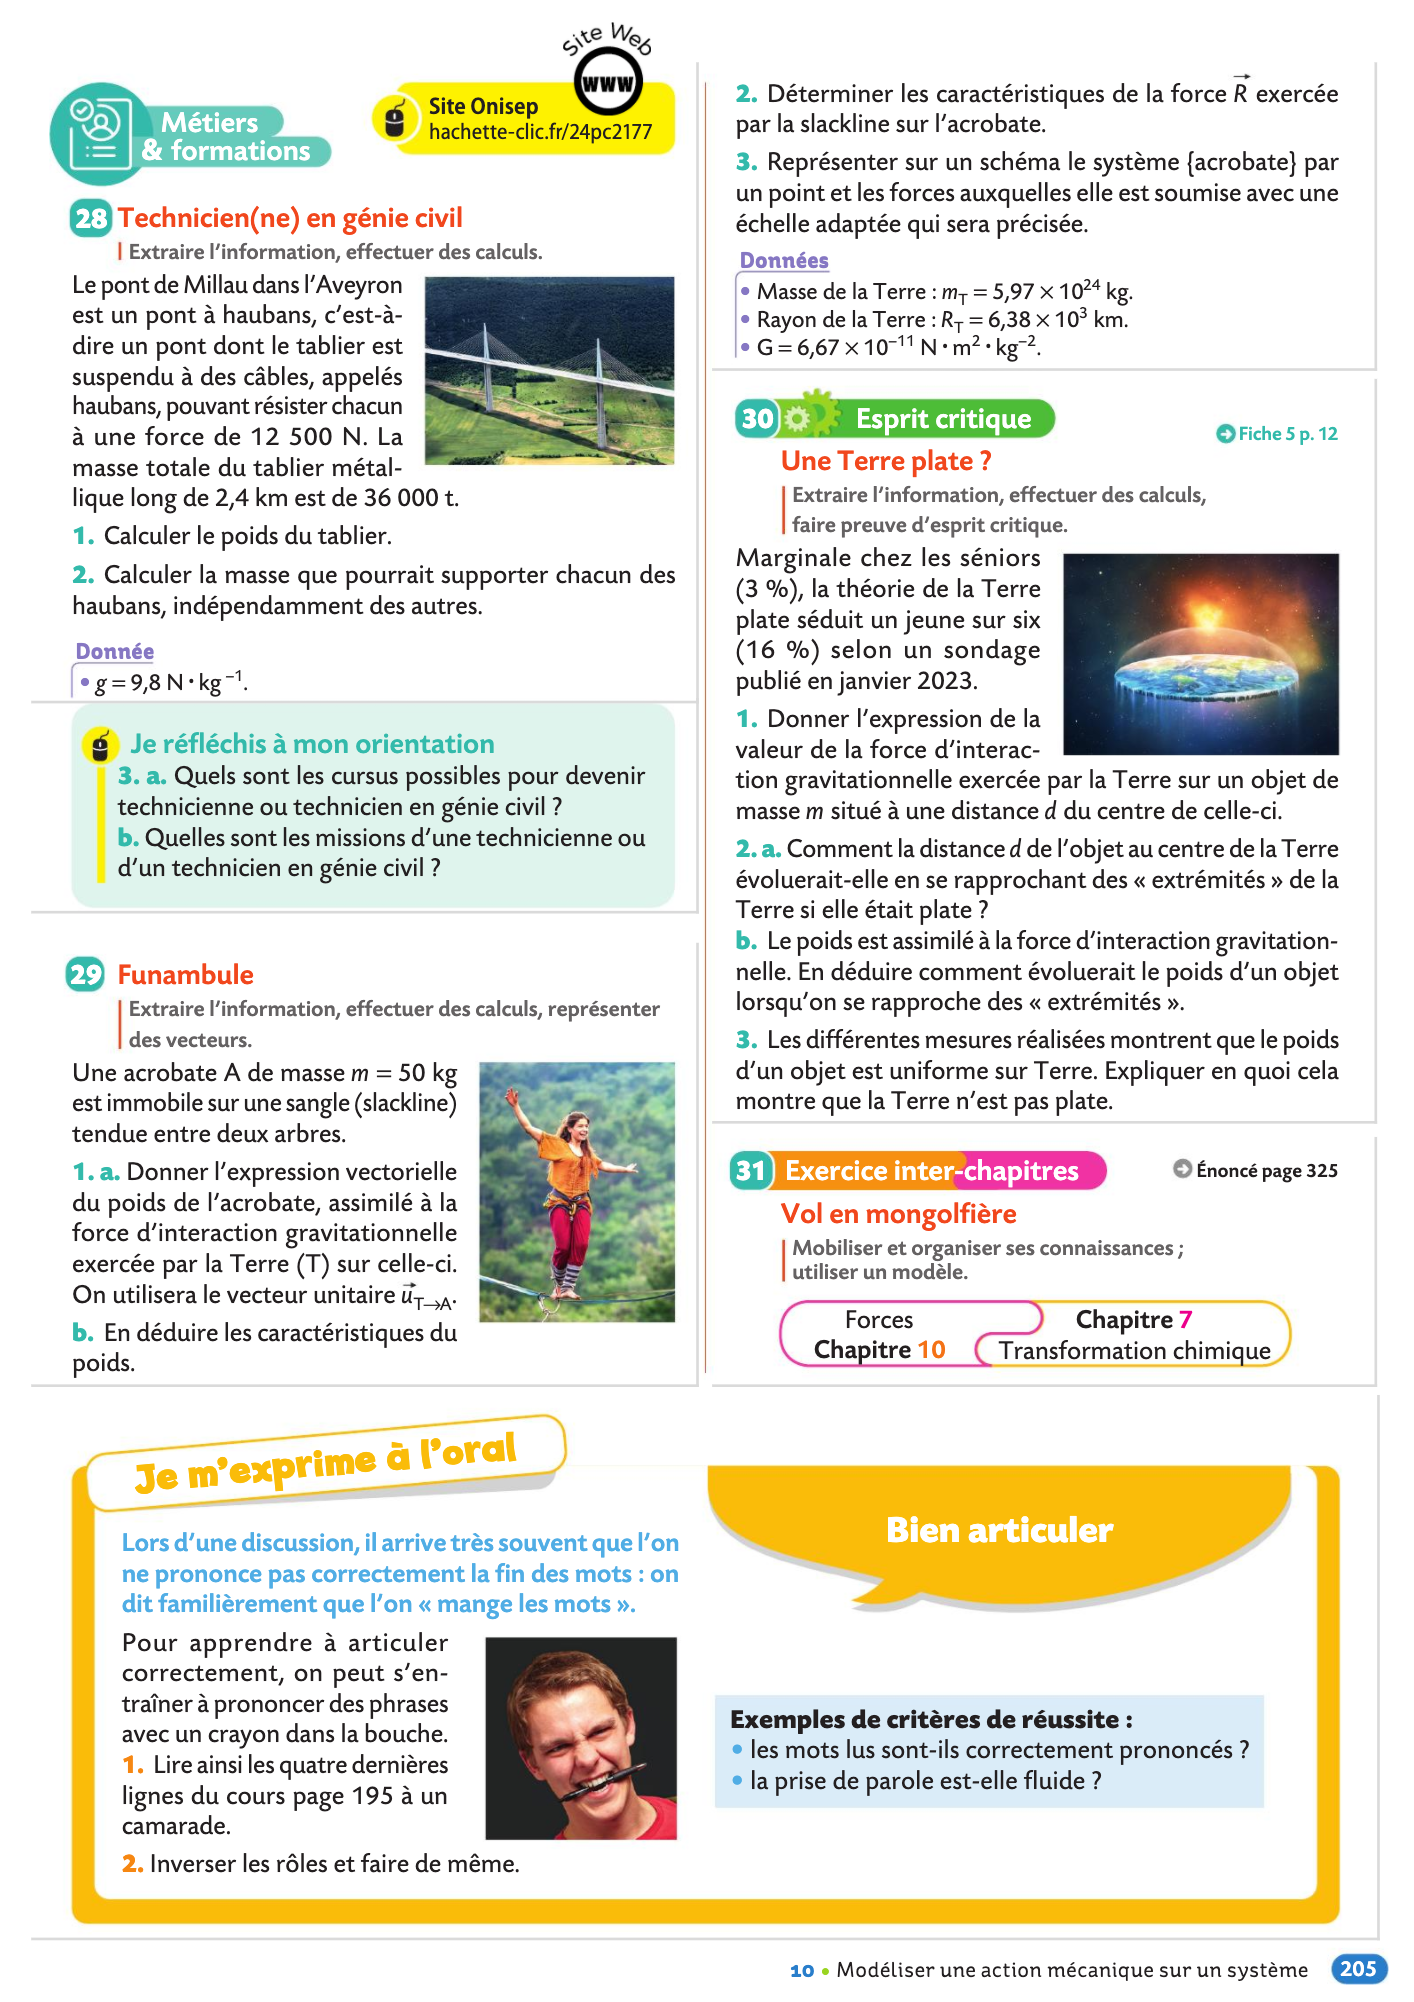 Métiers
& formations
Site Web
www
Site Onisep
hachette-clic.fr/24pc2177
28 Technicien(ne) en génie civil
Extraire l'information, effectuer des calculs.
Le pont de Millau dans l'Aveyron
est un pont à haubans, c'est-à-
dire un pont dont le tablier est
suspendu à des câbles, appelés
haubans, pouvant résister chacun
à une force de 12 500 N. La
masse totale du tablier métal-
lique long de 2,4 km est de 36 000 t.
1. Calculer le poids du tablier.
2. Calculer la masse que pourrait supporter chacun des
haubans, indépendamment des autres.
Donnée
• g = 9,8 N · kg⁻¹.
Je réfléchis à mon orientation
3. a. Quels sont les cursus possibles pour devenir
technicienne ou technicien en génie civil ?
b. Quelles sont les missions d'une technicienne ou
d'un technicien en génie civil ?
29 Funambule
Extraire l'information, effectuer des calculs, représenter
des vecteurs.
Une acrobate A de masse m = 50 kg
est immobile sur une sangle (slackline)
tendue entre deux arbres.
1. a. Donner l'expression vectorielle
du poids de l'acrobate, assimilé à la
force d'interaction gravitationnelle
exercée par la Terre (T) sur celle-ci.
On utilisera le vecteur unitaire u⃗T→A.
b. En déduire les caractéristiques du
poids.
2. Déterminer les caractéristiques de la force R⃗ exercée
par la slackline sur l'acrobate.
3. Représenter sur un schéma le système {acrobate} par
un point et les forces auxquelles elle est soumise avec une
échelle adaptée qui sera précisée.
Données
• Masse de la Terre : mT = 5,97 × 10²⁴ kg.
• Rayon de la Terre : RT = 6,38 × 10³ km.
• G = 6,67 × 10⁻¹¹ N · m² · kg⁻².
30 Esprit critique
Fiche 5 p. 12
Une Terre plate ?
Extraire l'information, effectuer des calculs,
faire preuve d'esprit critique.
Marginale chez les séniors
(3 %), la théorie de la Terre
plate séduit un jeune sur six
(16 %) selon un sondage
publié en janvier 2023.
1. Donner l'expression de la
valeur de la force d'interac-
tion gravitationnelle exercée par la Terre sur un objet de
masse m situé à une distance d du centre de celle-ci.
2. a. Comment la distance d de l'objet au centre de la Terre
évoluerait-elle en se rapprochant des « extrémités » de la
Terre si elle était plate ?
b. Le poids est assimilé à la force d'interaction gravitation-
nelle. En déduire comment évoluerait le poids d'un objet
lorsqu'on se rapproche des « extrémités ».
3. Les différentes mesures réalisées montrent que le poids
d'un objet est uniforme sur Terre. Expliquer en quoi cela
montre que la Terre n'est pas plate.
31 Exercice inter-chapitres
Énoncé page 325
Vol en mongolfière
Mobiliser et organiser ses connaissances ;
utiliser un modèle.
Forces
Chapitre 10
Chapitre 7
Transformation chimique
Je m'exprime à l'oral
Lors d'une discussion, il arrive très souvent que l'on
ne prononce pas correctement la fin des mots : on
dit familièrement que l'on « mange les mots ».
Pour apprendre à articuler
correctement, on peut s'en-
traîner à prononcer des phrases
avec un crayon dans la bouche.
1. Lire ainsi les quatre dernières
lignes du cours page 195 à un
camarade.
2. Inverser les rôles et faire de même.
Bien articuler
Exemples de critères de réussite :
• les mots lus sont-ils correctement prononcés ?
• la prise de parole est-elle fluide ?
10 • Modéliser une action mécanique sur un système 205